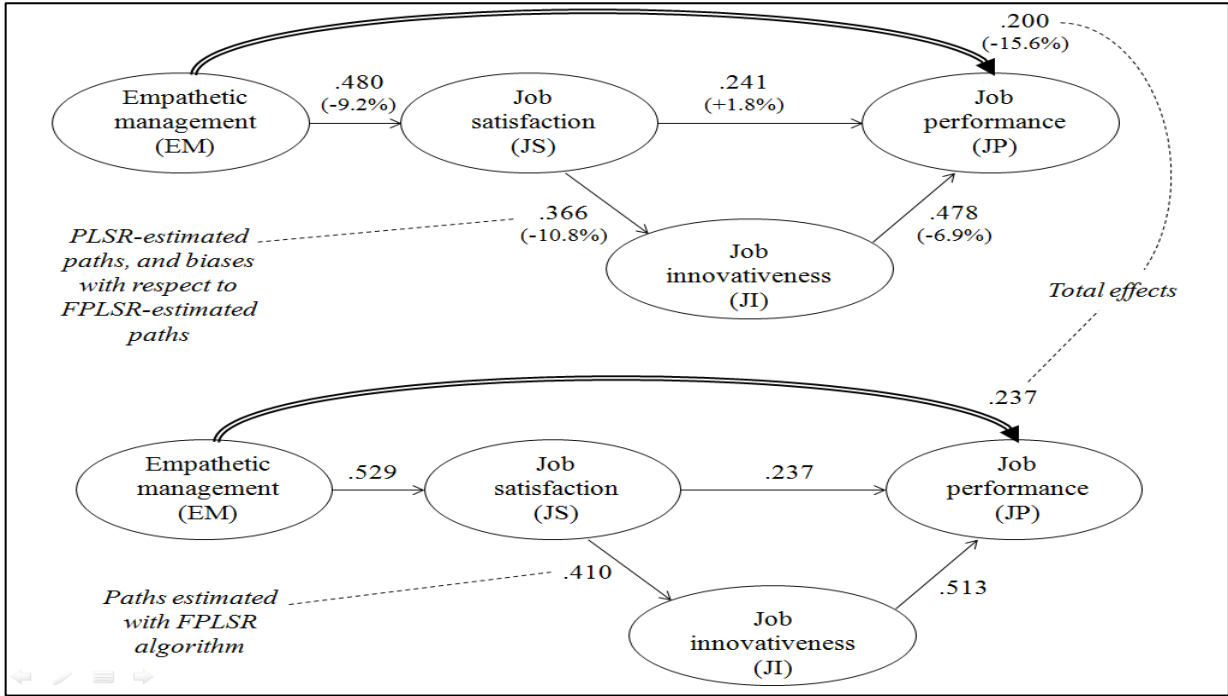 .200
(-15.6%)
Empathetic
management
(EM)
.480
(-9.2%)
Job
satisfaction
(JS)
.241
(+1.8%)
Job
performance
(JP)
.366
(-10.8%)
.478
(-6.9%)
PLSR-estimated
paths, and biases
with respect to
FPLSR-estimated
paths
Job
innovativeness
(JI)
Total effects
.237
Empathetic
management
(EM)
.529
Job
satisfaction
(JS)
.237
Job
performance
(JP)
.410
.513
Paths estimated
with FPLSR
algorithm
Job
innovativeness
(JI)